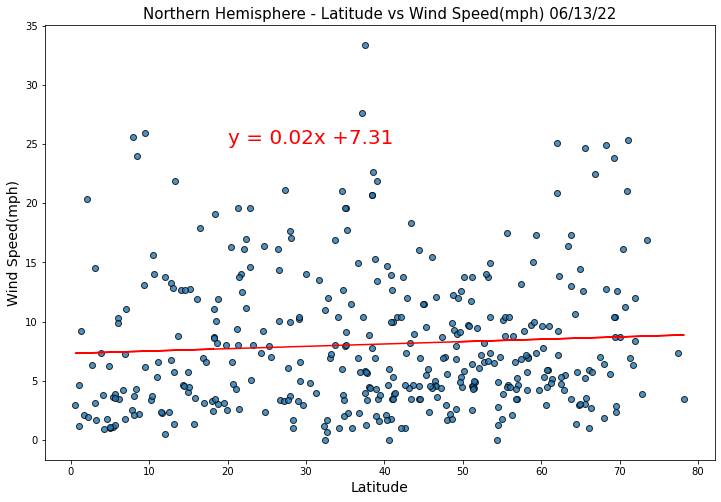 Northern Hemisphere - Latitude vs Wind Speed(mph) 06/13/22
35
30
25
20
15
10
5
0
Wind Speed(mph)
y = 0.02x +7.31
0 10 20 30 40 50 60 70 80
Latitude